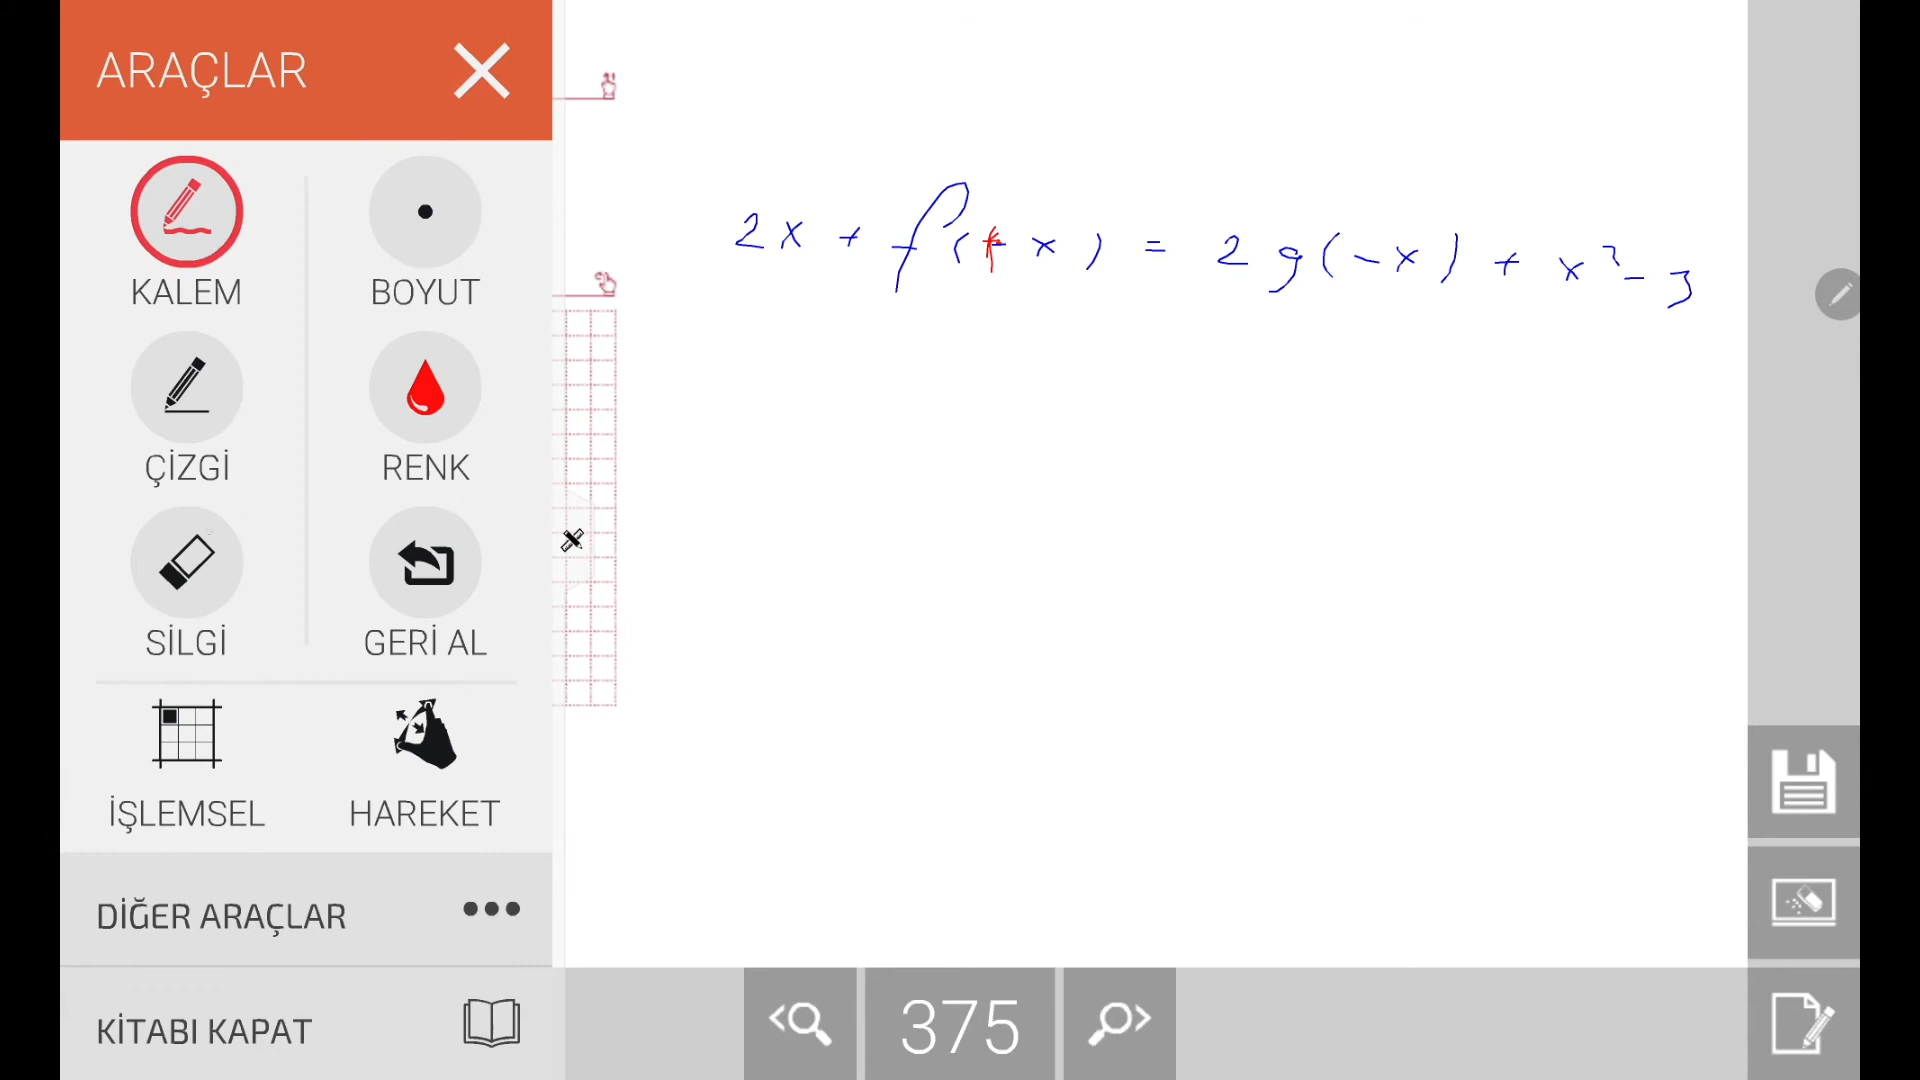 ARAÇLAR
KALEM
BOYUT
ÇİZGİ
RENK
SİLGİ
GERİ AL
İŞLEMSEL
HAREKET
DİĞER ARAÇLAR
KİTABI KAPAT
2x + f(+x) = 2g(-x) + x² - 3
375